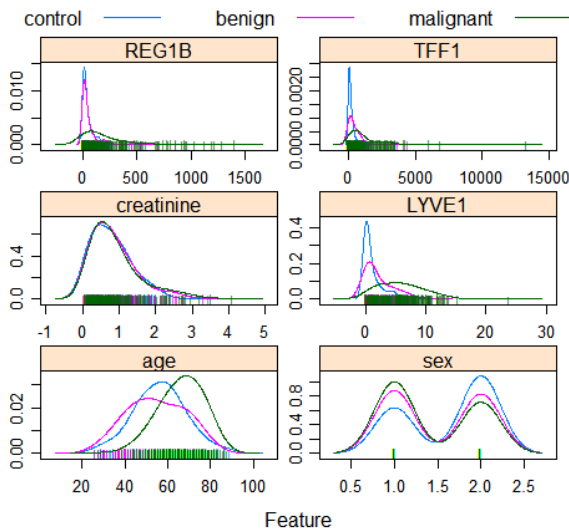 control benign malignant
REG1B TFF1
0.000 0.010
0.0000 0.0020
0 500 1000 1500
0 5000 10000 15000
creatinine LYVE1
0.0 0.4
0.0 0.2 0.4
-1 0 1 2 3 4 5
0 10 20 30
age sex
0.00 0.02
0.0 0.4 0.8
20 40 60 80 100
0.5 1.0 1.5 2.0 2.5
Feature